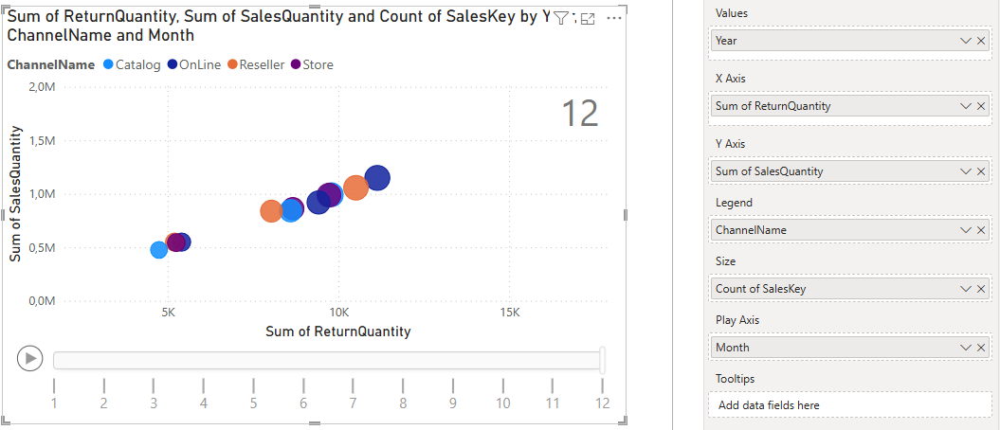 Sum of ReturnQuantity, Sum of SalesQuantity and Count of SalesKey by Y
ChannelName and Month
ChannelName Catalog OnLine Reseller Store
2,0M
12
1,5M
1,0M
0,5M
0,0M
Sum of SalesQuantity
5K 10K 15K
Sum of ReturnQuantity
1 2 3 4 5 6 7 8 9 10 11 12
Values
Year
X Axis
Sum of ReturnQuantity
Y Axis
Sum of SalesQuantity
Legend
ChannelName
Size
Count of SalesKey
Play Axis
Month
Tooltips
Add data fields here